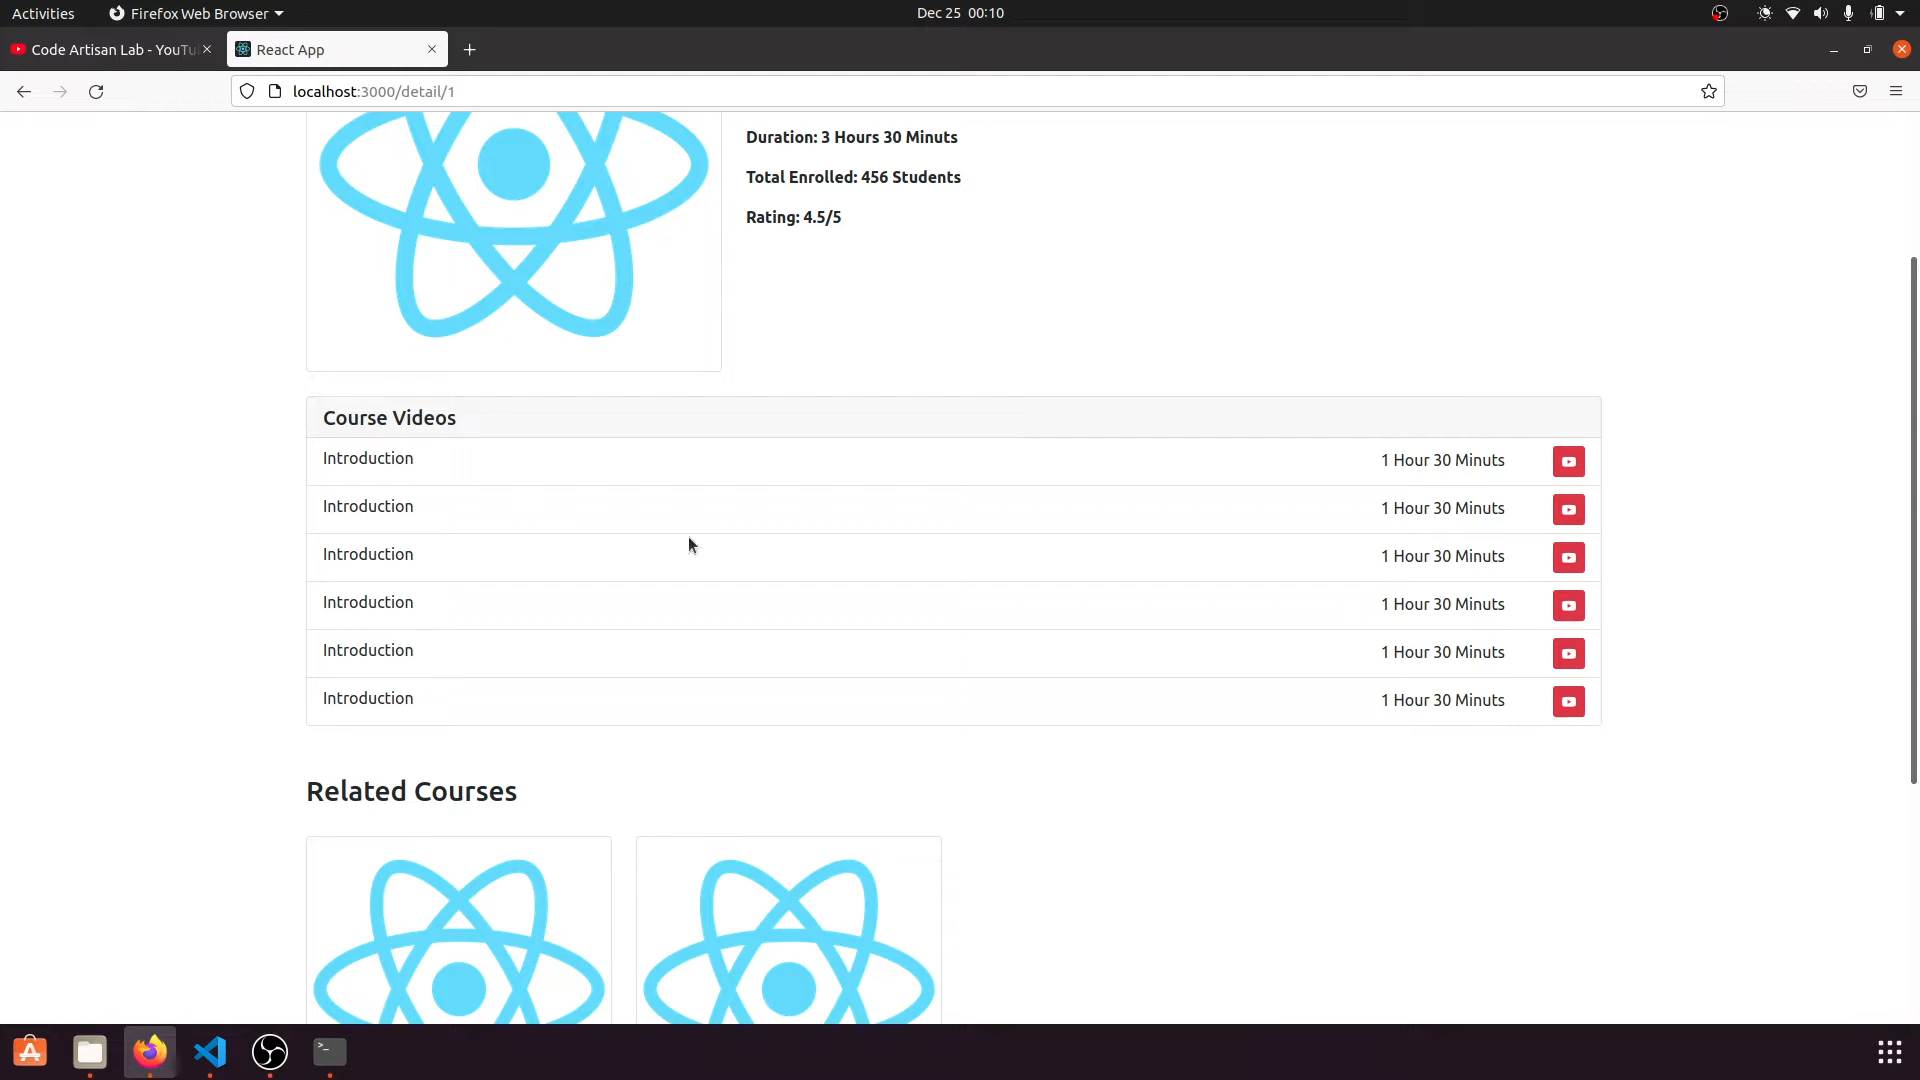 Activities
Firefox Web Browser
Dec 25 00:10
Code Artisan Lab - YouTu
React App
localhost:3000/detail/1
Duration: 3 Hours 30 Minuts
Total Enrolled: 456 Students
Rating: 4.5/5
Course Videos
Introduction 1 Hour 30 Minuts
Introduction 1 Hour 30 Minuts
Introduction 1 Hour 30 Minuts
Introduction 1 Hour 30 Minuts
Introduction 1 Hour 30 Minuts
Introduction 1 Hour 30 Minuts
Related Courses